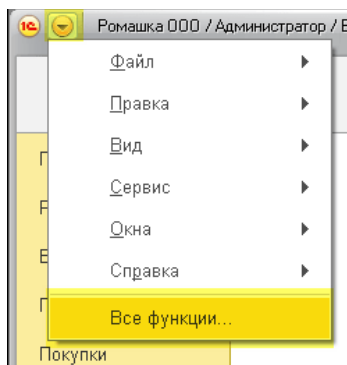 1С Ромашка ООО / Администратор /
Файл
Правка
Вид
Сервис
Окна
Справка
Все функции...
Покупки